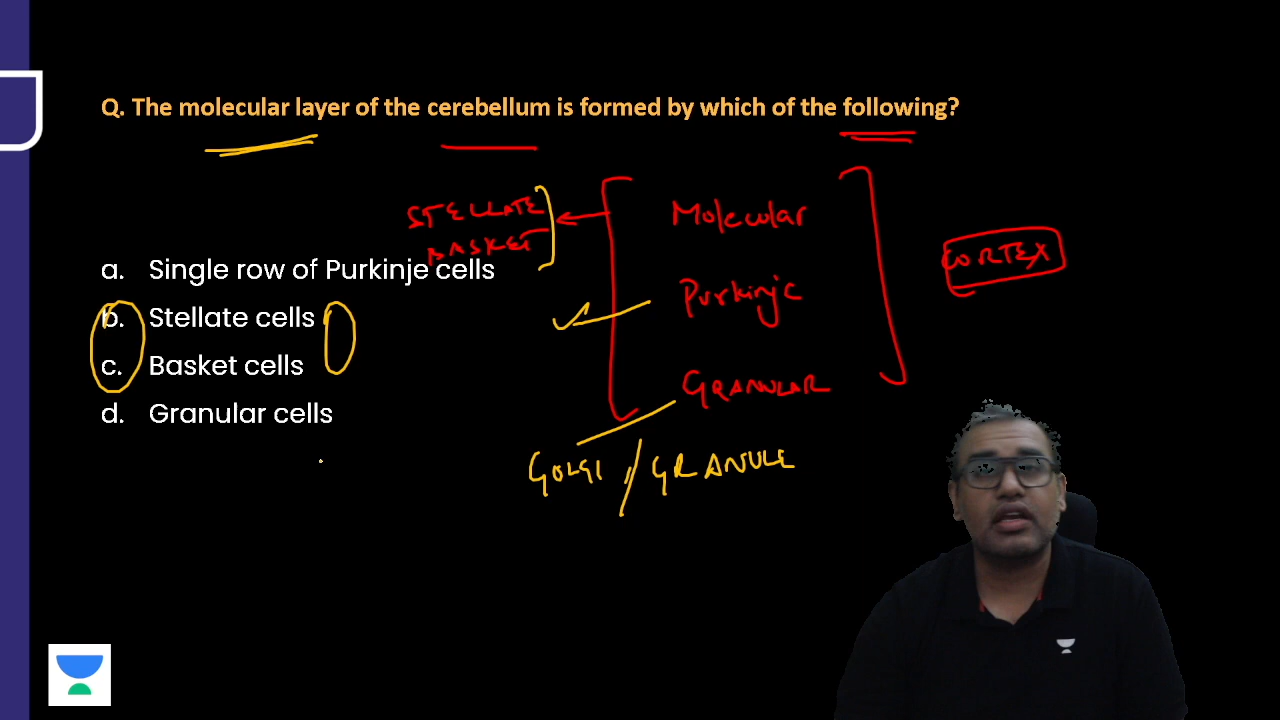 Q. The molecular layer of the cerebellum is formed by which of the following?
STELLATE
BASKET
Molecular
Purkinje
GRANULAR
CORTEX
a. Single row of Purkinje cells
b. Stellate cells
c. Basket cells
d. Granular cells
GOLGI / GRANULE